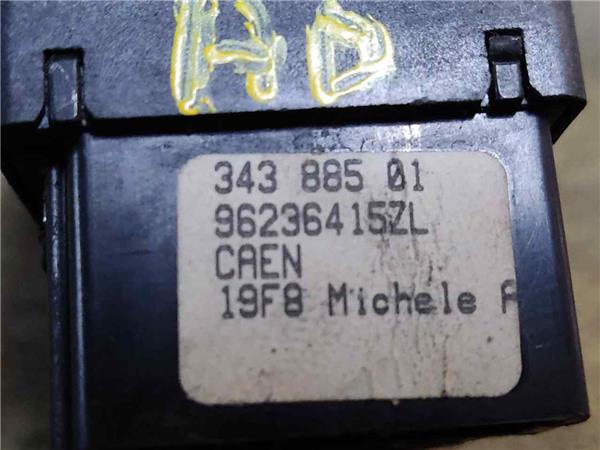 AD
343 885 01
96236415ZL
CAEN
19F8 Michele A